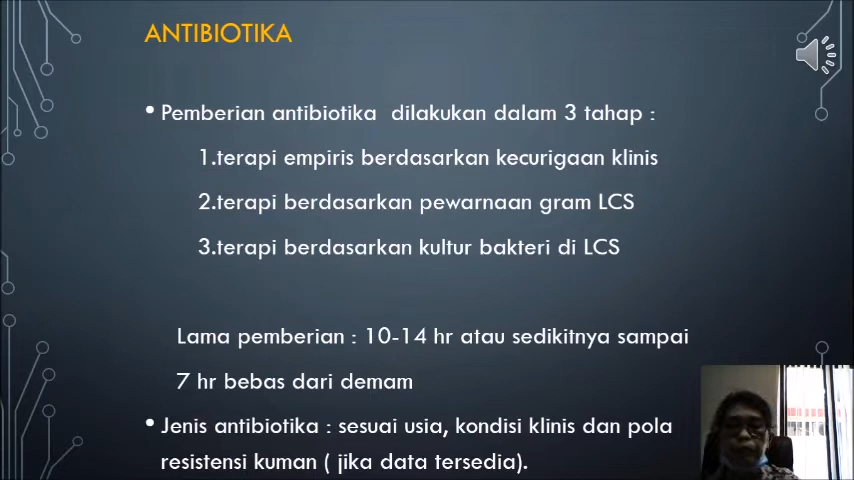 ANTIBIOTIKA
• Pemberian antibiotika dilakukan dalam 3 tahap :
1.terapi empiris berdasarkan kecurigaan klinis
2.terapi berdasarkan pewarnaan gram LCS
3.terapi berdasarkan kultur bakteri di LCS
Lama pemberian : 10-14 hr atau sedikitnya sampai
7 hr bebas dari demam
• Jenis antibiotika : sesuai usia, kondisi klinis dan pola
resistensi kuman ( jika data tersedia).